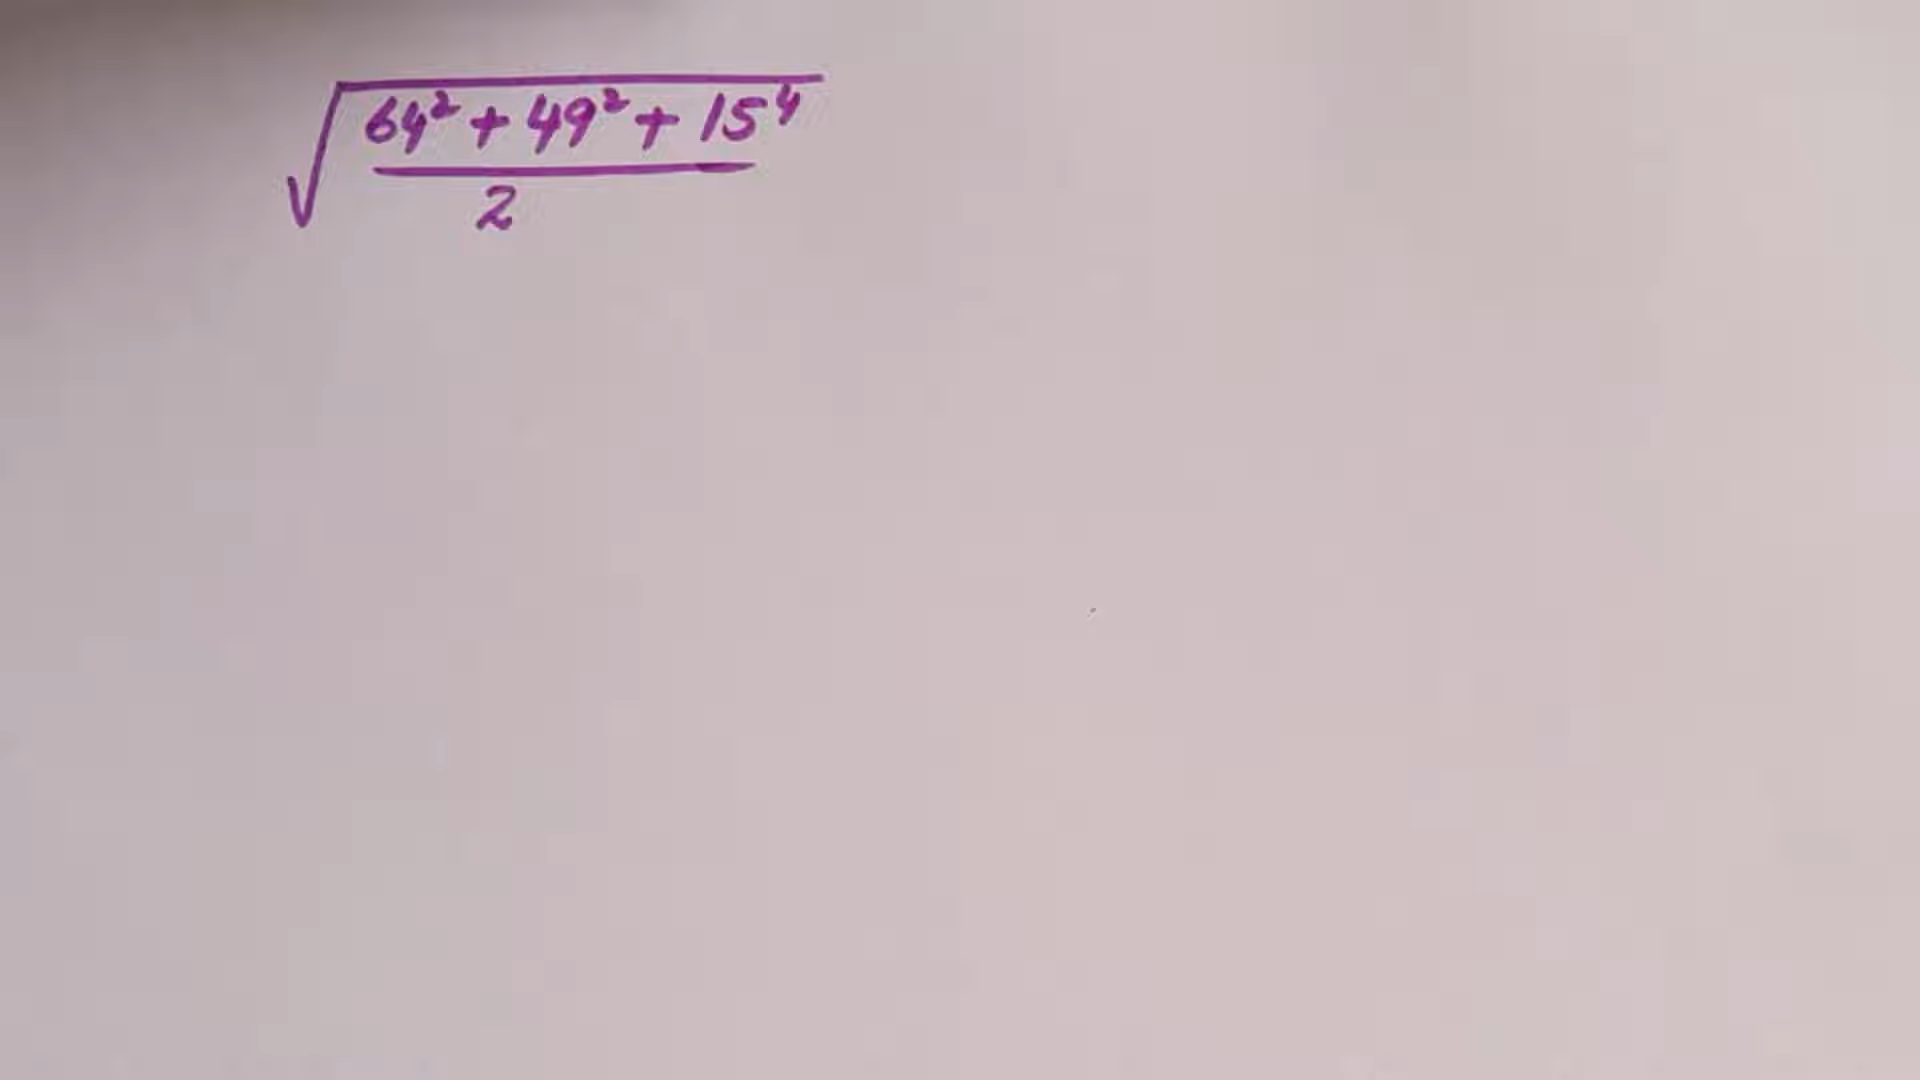 √((64² + 49² + 15⁴)/2)